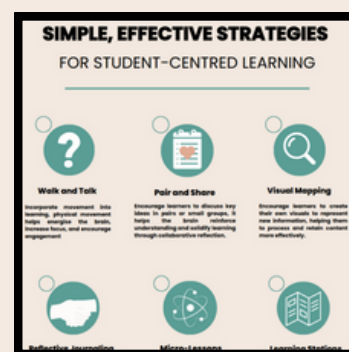 SIMPLE, EFFECTIVE STRATEGIES
FOR STUDENT-CENTRED LEARNING
Walk and Talk
Incorporate movement into
learning, physical movement
helps energise the brain,
increase focus, and encourage
engagement
Pair and Share
Encourage learners to discuss key
ideas in pairs or small groups, it
helps the brain reinforce
understanding and solidify learning
through collaborative reflection.
Visual Mapping
Encourage learners to create
their own visuals to represent
new information, helping them
to process and retain content
more effectively.
Reflective Journaling
Micro-Lessons
Learning Stations